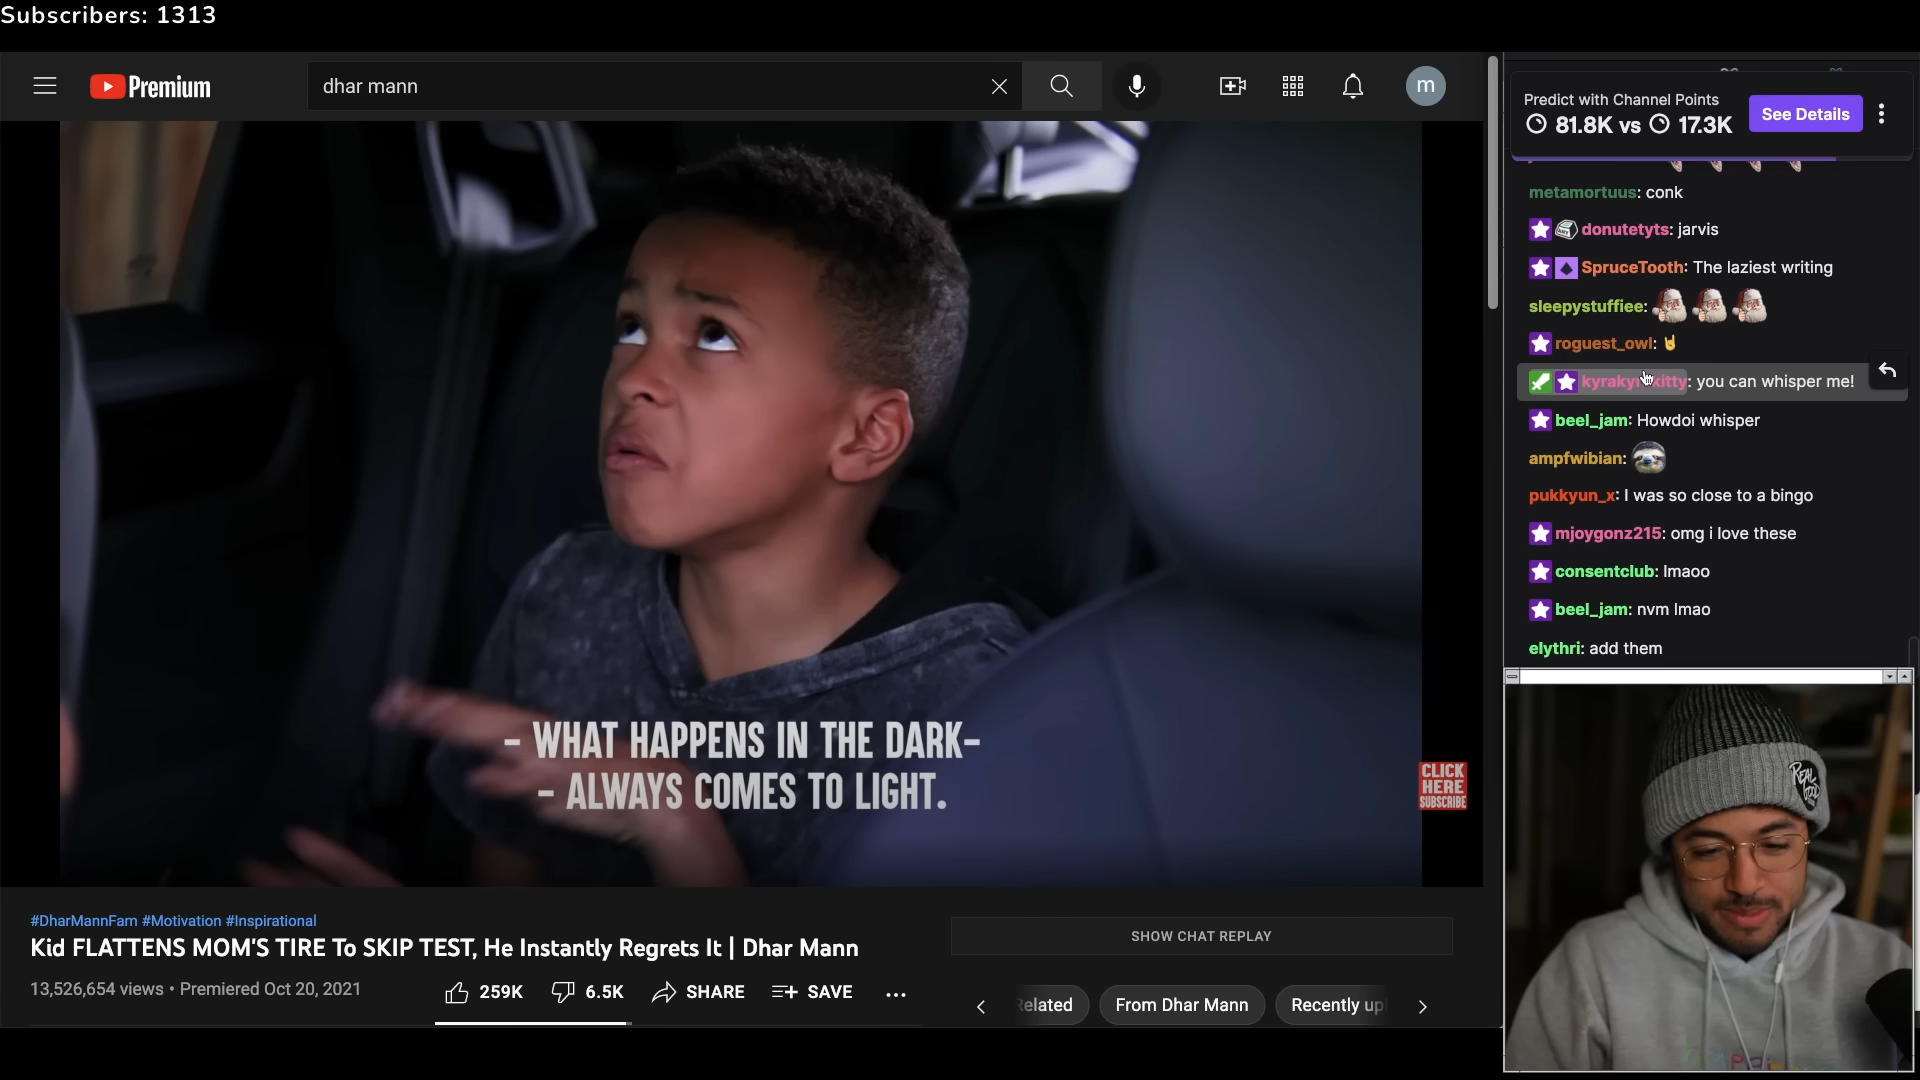 Subscribers: 1313
Premium
dhar mann
m
- WHAT HAPPENS IN THE DARK-
- ALWAYS COMES TO LIGHT.
CLICK
HERE
SUBSCRIBE
#DharMannFam #Motivation #Inspirational
Kid FLATTENS MOM'S TIRE To SKIP TEST, He Instantly Regrets It | Dhar Mann
13,526,654 views • Premiered Oct 20, 2021
259K
6.5K
SHARE
SAVE
SHOW CHAT REPLAY
From Dhar Mann
Recently
Predict with Channel Points
81.8K vs 17.3K
See Details
metamortuus: conk
donutetyts: jarvis
SpruceTooth: The laziest writing
sleepystuffiee:
roguest_owl:
you can whisper me!
beel_jam: Howdoi whisper
ampfwibian:
pukkyun_x: I was so close to a bingo
mjoygonz215: omg i love these
consentclub: lmaoo
beel_jam: nvm lmao
elythri: add them
REAL